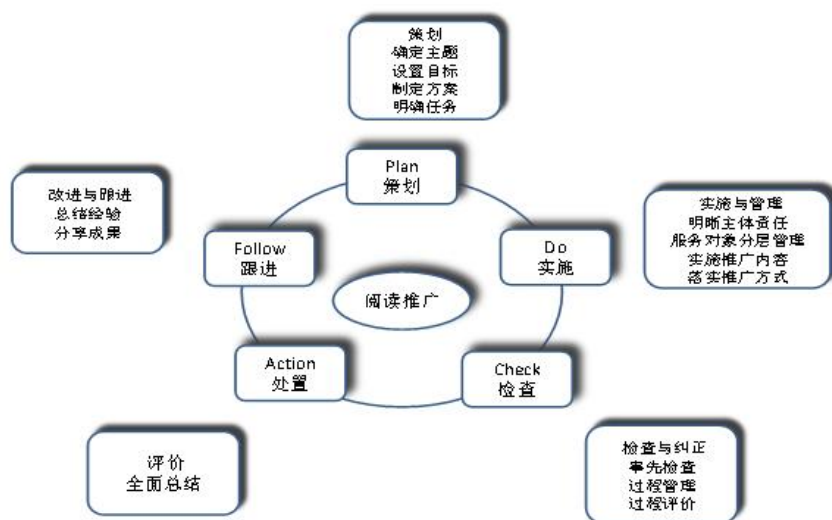 策划
确定主题
设置目标
制定方案
明确任务
Plan
策划
改进与跟进
总结经验
分享成果
实施与管理
明晰主体责任
服务对象分层管理
实施推广内容
落实推广方式
Follow
跟进
Do
实施
阅读推广
Action
处置
Check
检查
评价
全面总结
检查与纠正
事先检查
过程管理
过程评价